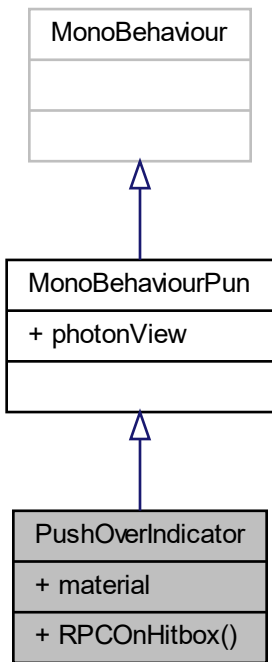 MonoBehaviour
MonoBehaviourPun
+ photonView
PushOverIndicator
+ material
+ RPCOnHitbox()